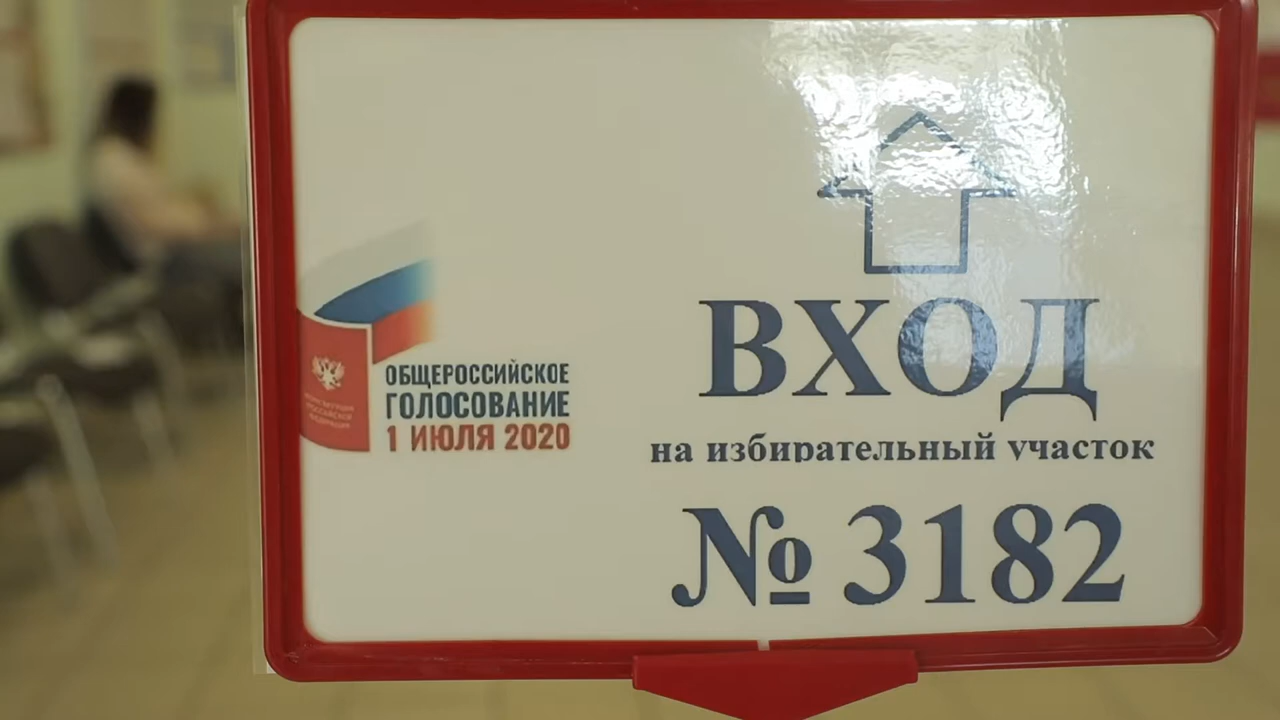 ОБЩЕРОССИЙСКОЕ
ГОЛОСОВАНИЕ
1 ИЮЛЯ 2020
ВХОД
на избирательный участок
№ 3182